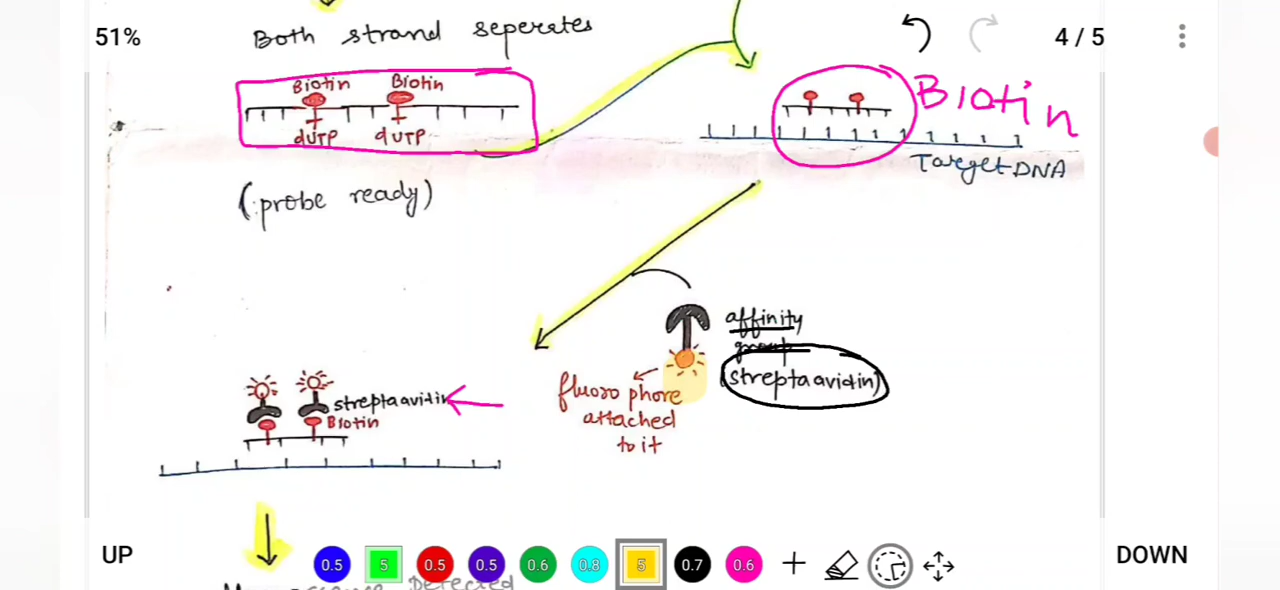 51%
Both strand seperates
4 / 5
Biotin Biotin
dUTP dUTP
Biotin
Target DNA
(probe ready)
affinity
group
(streptaavidin)
fluoro phore
attached
to it
streptaavidin
Biotin
UP
0.5 5 0.5 0.5 0.6 0.8 5 0.7 0.6
DOWN
Detected